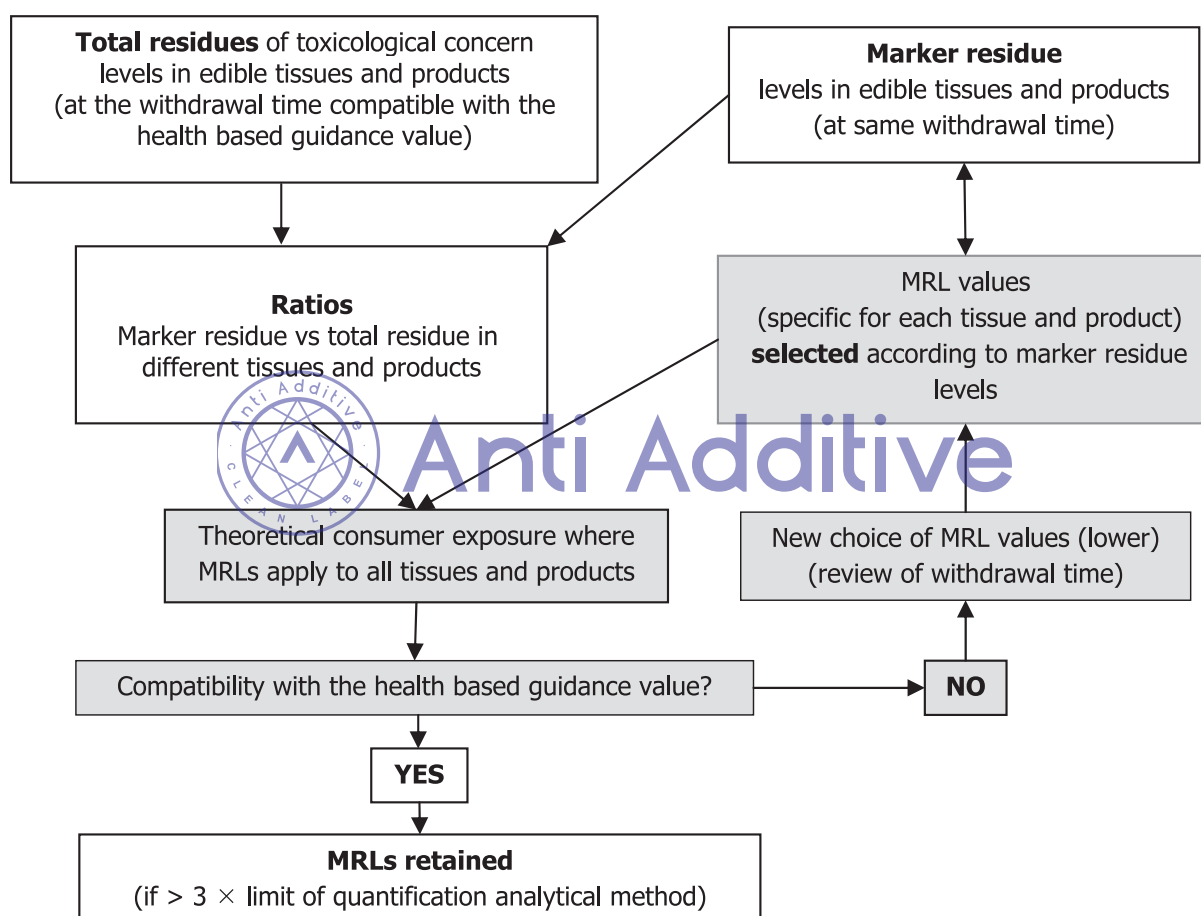 Total residues of toxicological concern
levels in edible tissues and products
(at the withdrawal time compatible with the
health based guidance value)
Marker residue
levels in edible tissues and products
(at same withdrawal time)
Ratios
Marker residue vs total residue in
different tissues and products
MRL values
(specific for each tissue and product)
selected according to marker residue
levels
Anti Additive
CLEAN LABEL
Anti Additive
Theoretical consumer exposure where
MRLs apply to all tissues and products
New choice of MRL values (lower)
(review of withdrawal time)
Compatibility with the health based guidance value?
NO
YES
MRLs retained
(if > 3 × limit of quantification analytical method)